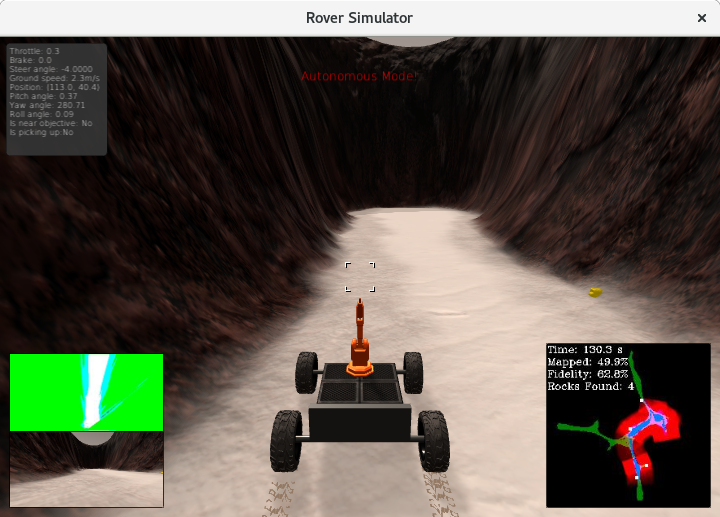 Rover Simulator
Throttle: 0.3
Brake: 0.0
Steer angle: -4.0000
Ground speed: 2.3m/s
Position: (113.0, 40.4)
Pitch angle: 0.37
Yaw angle: 280.71
Roll angle: 0.09
Is near objective: No
Is picking up:No
Autonomous Mode!
Time: 130.3 s
Mapped: 49.9%
Fidelity: 62.8%
Rocks Found: 4